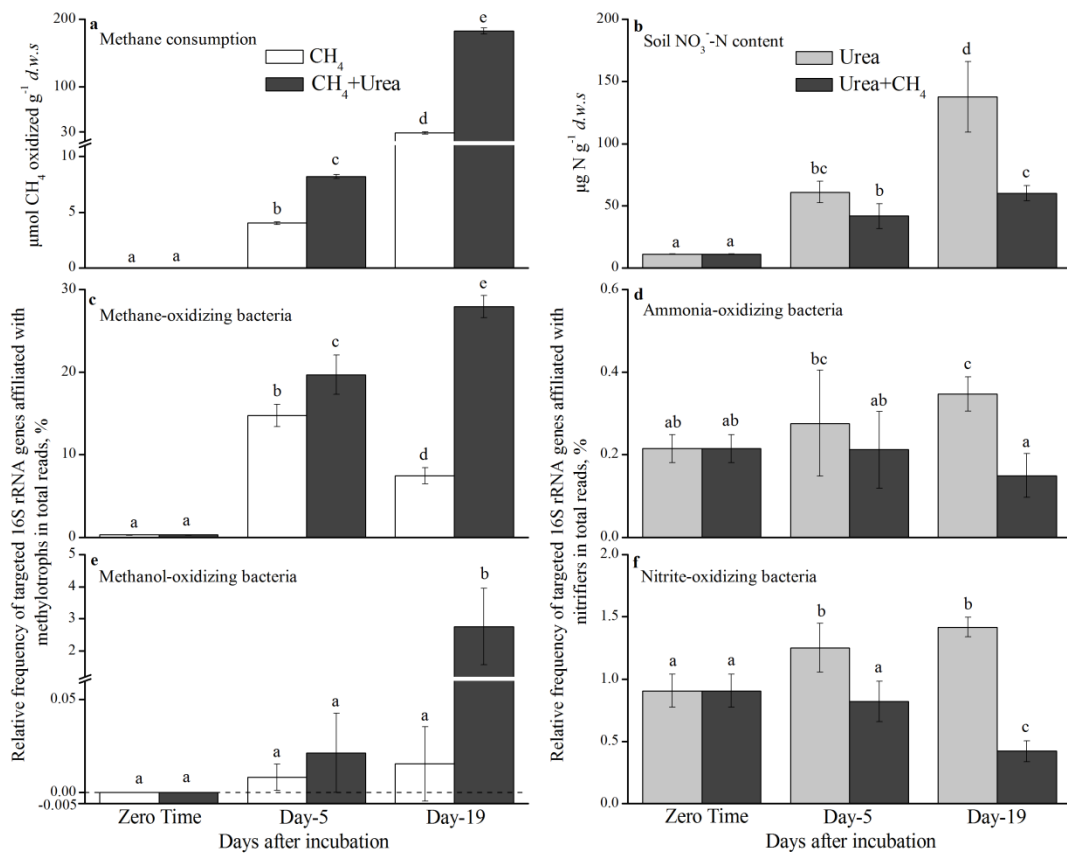 a Methane consumption
CH4
CH4+Urea
µmol CH4 oxidized g-1 d.w.s
200
100
30
10
5
0
a a b c d e
b Soil NO3--N content
Urea
Urea+CH4
µg N g-1 d.w.s
200
150
100
50
0
a a bc b d c
c Methane-oxidizing bacteria
30
20
10
0
a a b c d e
Relative frequency of targeted 16S rRNA genes affiliated with
methylotrophs in total reads, %
d Ammonia-oxidizing bacteria
0.6
0.4
0.2
0.0
ab ab bc ab c a
Relative frequency of targeted 16S rRNA genes affiliated with
nitrifiers in total reads, %
e Methanol-oxidizing bacteria
5
4
3
2
0.05
0.00
-0.005
a a a a a b
Zero Time Day-5 Day-19
Days after incubation
f Nitrite-oxidizing bacteria
2.0
1.5
1.0
0.5
0.0
a a b a b c
Zero Time Day-5 Day-19
Days after incubation